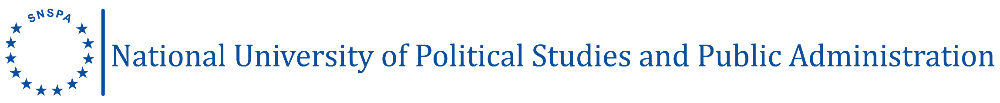 SNSPA
National University of Political Studies and Public Administration